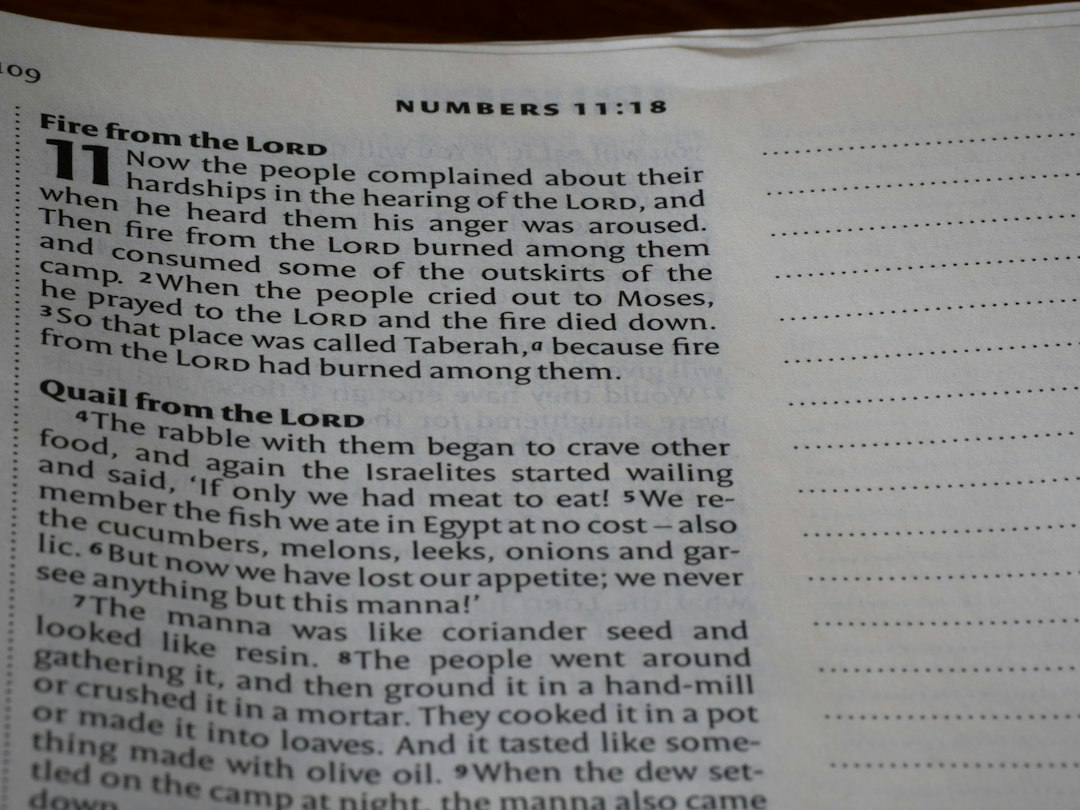 109
NUMBERS 11:18
Fire from the LORD
11 Now the people complained about their
hardships in the hearing of the LORD, and
when he heard them his anger was aroused.
Then fire from the LORD burned among them
and consumed some of the outskirts of the
camp. 2When the people cried out to Moses,
he prayed to the LORD and the fire died down.
3So that place was called Taberah,a because fire
from the LORD had burned among them.
Quail from the LORD
4The rabble with them began to crave other
food, and again the Israelites started wailing
and said, ‘If only we had meat to eat! 5We re-
member the fish we ate in Egypt at no cost – also
the cucumbers, melons, leeks, onions and gar-
lic. 6But now we have lost our appetite; we never
see anything but this manna!’
7The manna was like coriander seed and
looked like resin. 8The people went around
gathering it, and then ground it in a hand-mill
or crushed it in a mortar. They cooked it in a pot
or made it into loaves. And it tasted like some-
thing made with olive oil. 9When the dew set-
tled on the camp at night, the manna also came
down.